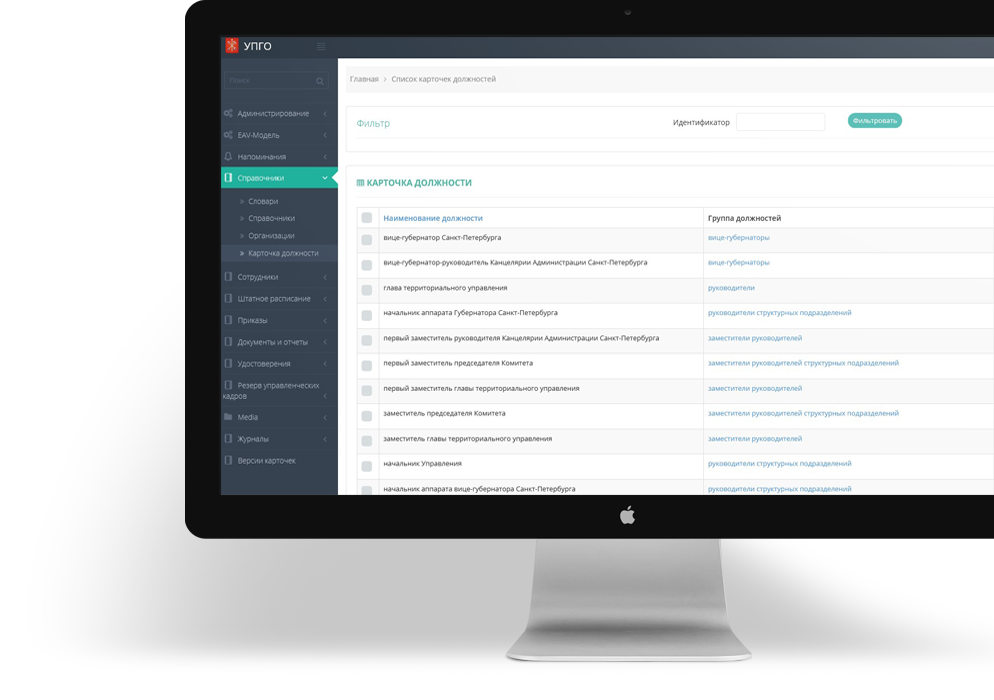 УПГО
Поиск
Администрирование
EAV-Модель
Напоминания
Справочники
» Словари
» Справочники
» Организации
» Карточка должности
Сотрудники
Штатное расписание
Приказы
Документы и отчеты
Удостоверения
Резерв управленческих
кадров
Media
Журналы
Версии карточек
Главная > Список карточек должностей
Фильтр Идентификатор Фильтровать
КАРТОЧКА ДОЛЖНОСТИ
Наименование должности Группа должностей
вице-губернатор Санкт-Петербурга вице-губернаторы
вице-губернатор-руководитель Канцелярии Администрации Санкт-Петербурга вице-губернаторы
глава территориального управления руководители
начальник аппарата Губернатора Санкт-Петербурга руководители структурных подразделений
первый заместитель руководителя Канцелярии Администрации Санкт-Петербурга заместители руководителей
первый заместитель председателя Комитета заместители руководителей структурных подразделений
первый заместитель главы территориального управления заместители руководителей
заместитель председателя Комитета заместители руководителей структурных подразделений
заместитель главы территориального управления заместители руководителей
начальник Управления руководители структурных подразделений
начальник аппарата вице-губернатора Санкт-Петербурга руководители структурных подразделений